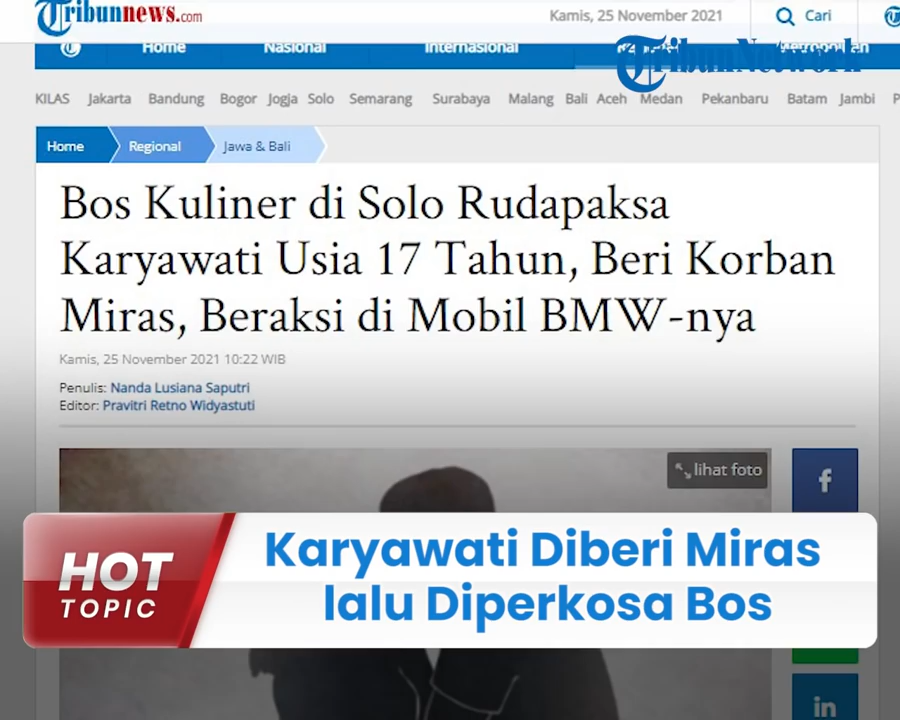 Tribunnews.com
Kamis, 25 November 2021
Cari
Home Nasional Internasional Metropolitan
TribunNetwork
KILAS Jakarta Bandung Bogor Jogja Solo Semarang Surabaya Malang Bali Aceh Medan Pekanbaru Batam Jambi P
Home Regional Jawa & Bali
Bos Kuliner di Solo Rudapaksa
Karyawati Usia 17 Tahun, Beri Korban
Miras, Beraksi di Mobil BMW-nya
Kamis, 25 November 2021 10:22 WIB
Penulis: Nanda Lusiana Saputri
Editor: Pravitri Retno Widyastuti
lihat foto
f
HOT
TOPIC
Karyawati Diberi Miras
lalu Diperkosa Bos
in